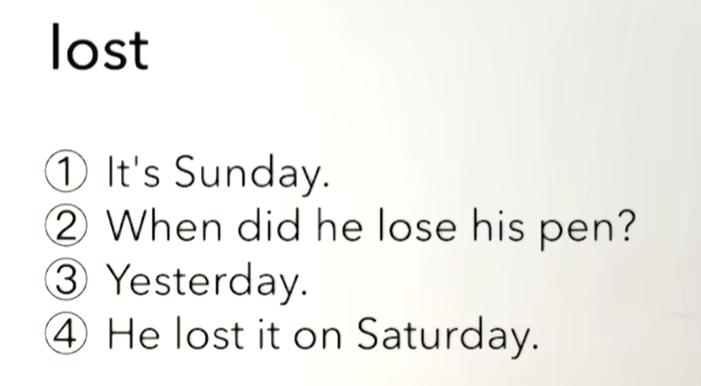 lost
① It's Sunday.
② When did he lose his pen?
③ Yesterday.
④ He lost it on Saturday.